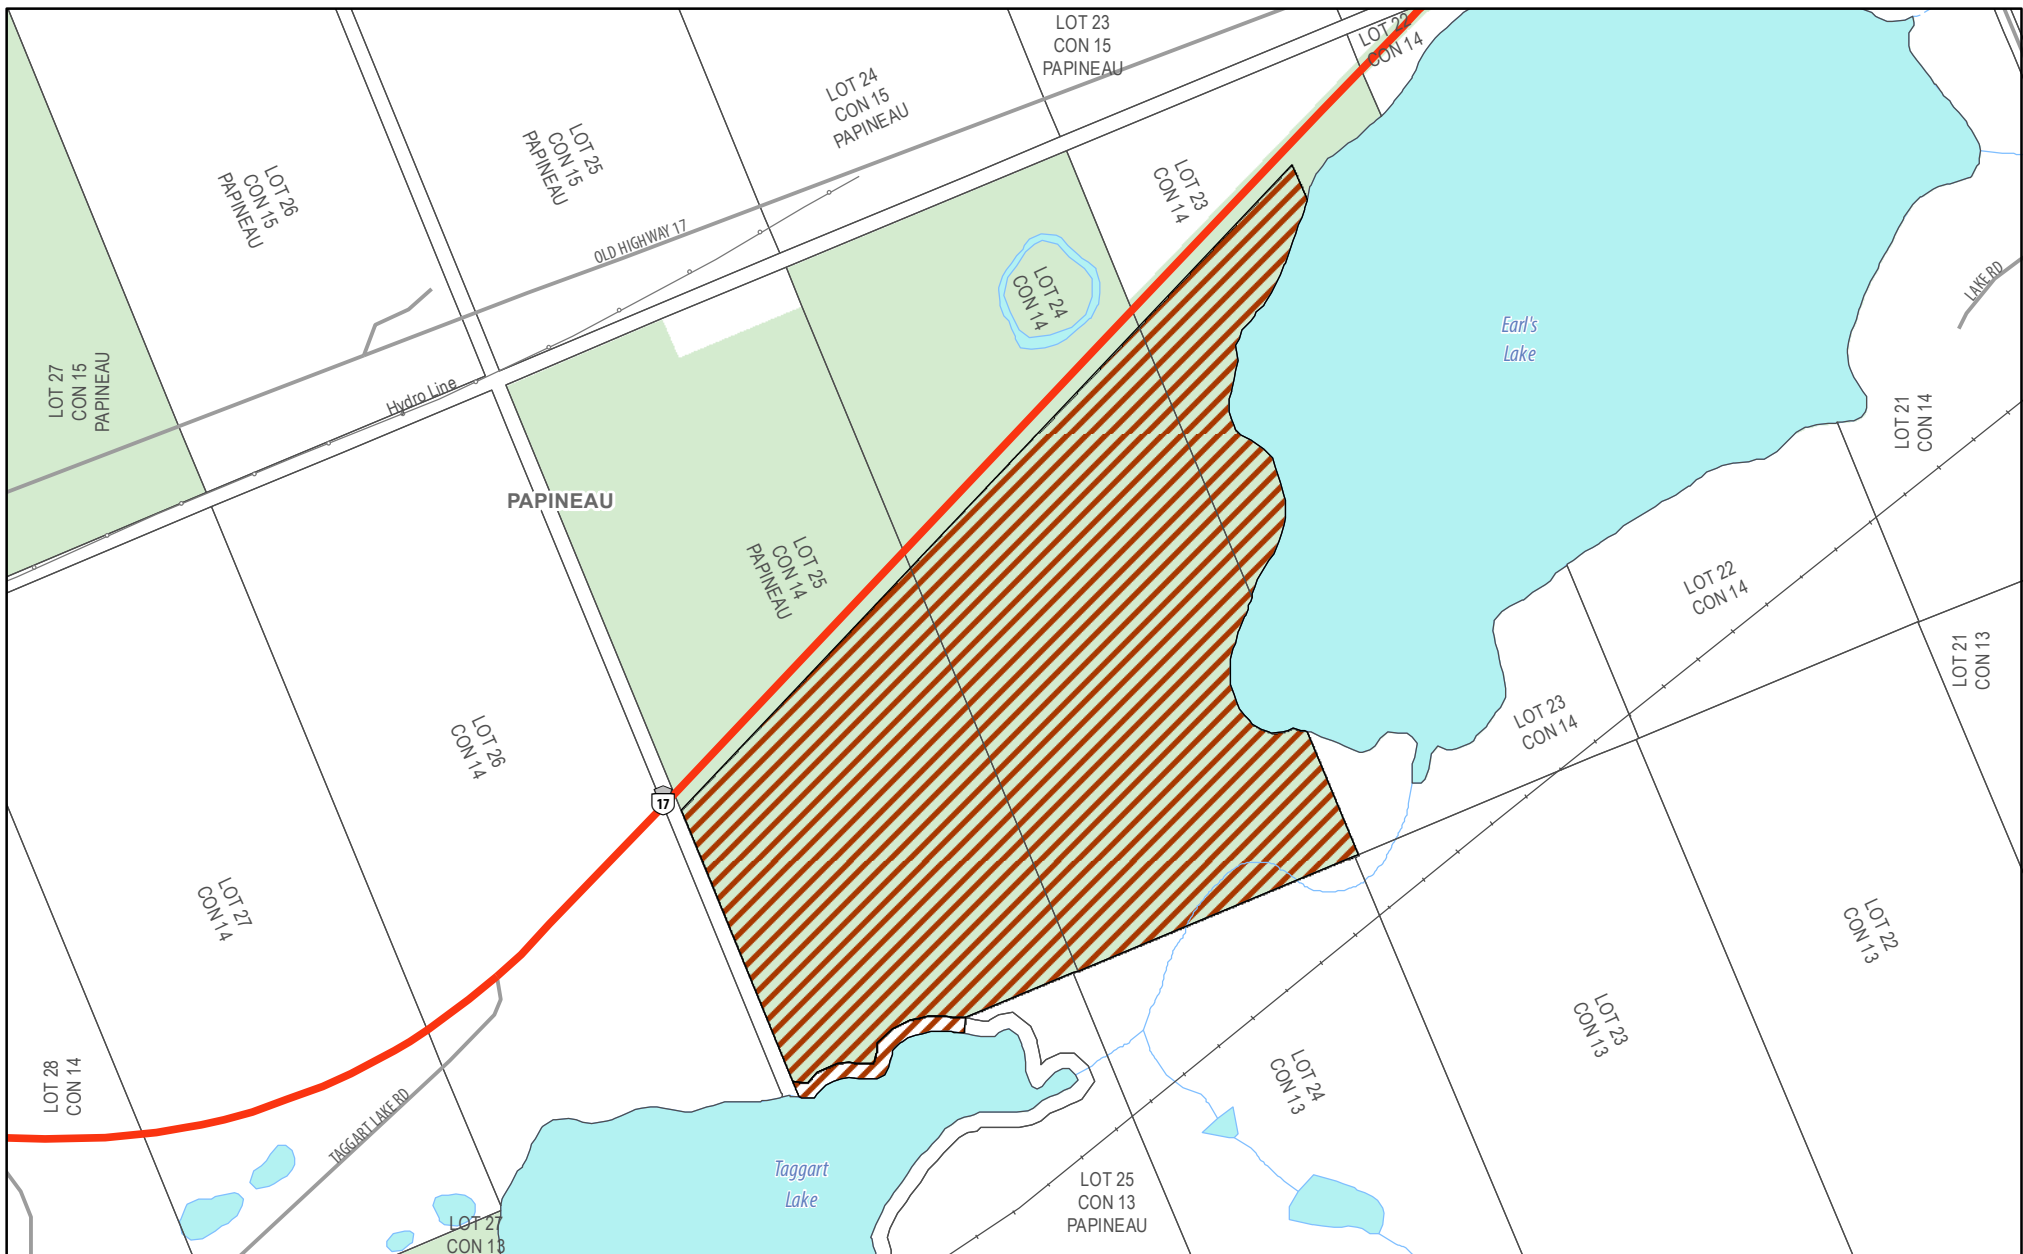 LOT 23
CON 15
PAPINEAU
LOT 22
CON 14
LOT 24
CON 15
PAPINEAU
LOT 25
CON 15
PAPINEAU
LOT 26
CON 15
PAPINEAU
LOT 23
CON 14
OLD HIGHWAY 17
LOT 24
CON 14
LAKE RD
Earl's
Lake
LOT 27
CON 15
PAPINEAU
Hydro Line
LOT 21
CON 14
PAPINEAU
LOT 25
CON 14
PAPINEAU
LOT 22
CON 14
LOT 21
CON 13
LOT 23
CON 14
LOT 26
CON 14
17
LOT 27
CON 14
LOT 22
CON 13
LOT 23
CON 13
LOT 28
CON 14
LOT 24
CON 13
TAGGART LAKE RD
Taggart
Lake
LOT 25
CON 13
PAPINEAU
LOT 27
CON 13